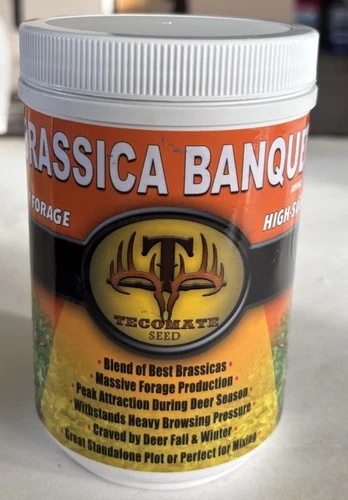 RASSICA BANQUE
FORAGE
HIGH-S
T
TECOMATE
SEED
• Blend of Best Brassicas •
• Massive Forage Production •
• Peak Attraction During Deer Season •
• Withstands Heavy Browsing Pressure •
• Craved by Deer Fall & Winter •
• Great Standalone Plot or Perfect for Mixing •